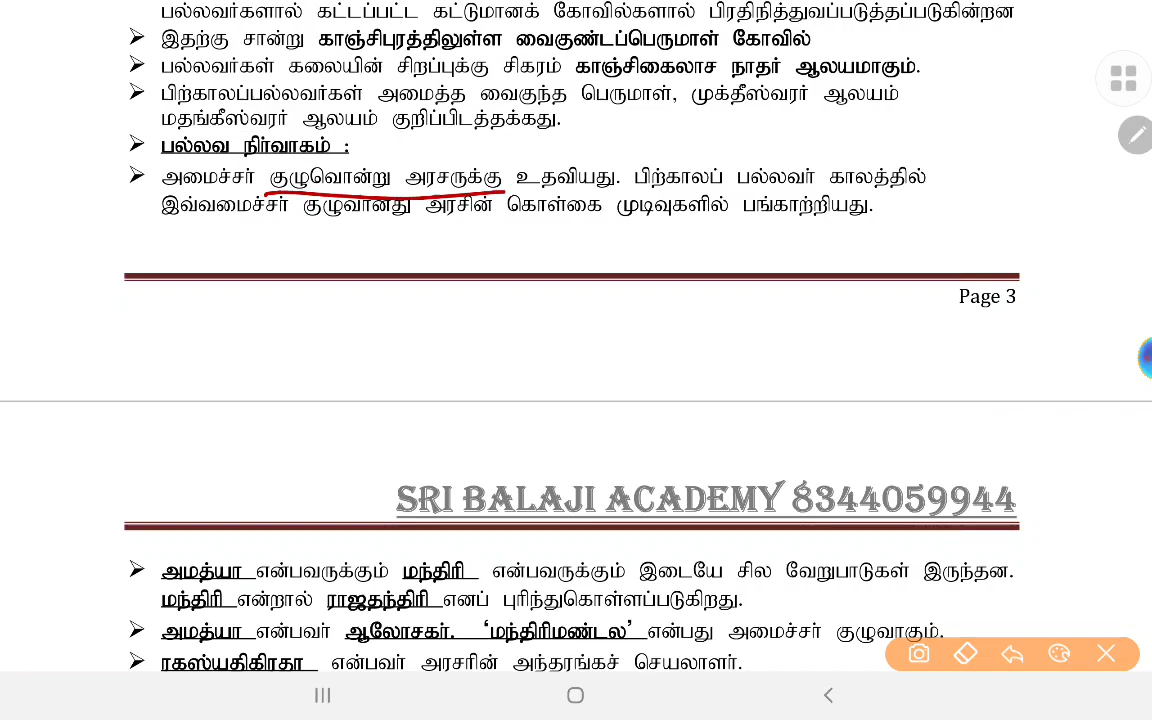 பல்லவர்களால் கட்டப்பட்ட கட்டுமானக் கோவில்களால் பிரதிநித்துவப்படுத்தப்படுகின்றன
➢ இதற்கு சான்று காஞ்சிபுரத்திலுள்ள வைகுண்டப்பெருமாள் கோவில்
➢ பல்லவர்கள் கலையின் சிறப்புக்கு சிகரம் காஞ்சிகைலாச நாதர் ஆலயமாகும்.
➢ பிற்காலப்பல்லவர்கள் அமைத்த வைகுந்த பெருமாள், முக்தீஸ்வரர் ஆலயம்
மதங்கீஸ்வரர் ஆலயம் குறிப்பிடத்தக்கது.
➢ பல்லவ நிர்வாகம் :
➢ அமைச்சர் குழுவொன்று அரசருக்கு உதவியது. பிற்காலப் பல்லவர் காலத்தில்
இவ்வமைச்சர் குழுவானது அரசின் கொள்கை முடிவுகளில் பங்காற்றியது.
Page 3
SRI BALAJI ACADEMY 8344059944
➢ அமத்யா என்பவருக்கும் மந்திரி என்பவருக்கும் இடையே சில வேறுபாடுகள் இருந்தன.
மந்திரி என்றால் ராஜதந்திரி எனப் புரிந்துகொள்ளப்படுகிறது.
➢ அமத்யா என்பவர் ஆலோசகர். ‘மந்திரிமண்டல’ என்பது அமைச்சர் குழுவாகும்.
➢ ரகஸ்யதிகிரதா என்பவர் அரசரின் அந்தரங்கச் செயலாளர்.